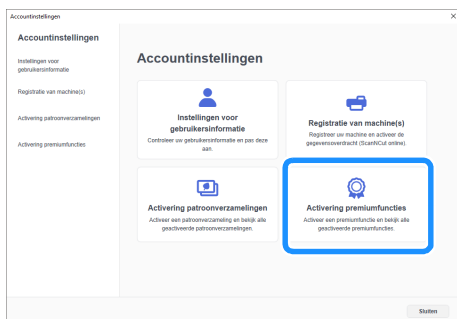 Accountinstellingen
Accountinstellingen
Instellingen voor
gebruikersinformatie
Registratie van machine(s)
Activering patroonverzamelingen
Activering premiumfuncties
Accountinstellingen
Instellingen voor
gebruikersinformatie
Controleer uw gebruikersinformatie en pas deze
aan.
Registratie van machine(s)
Registreer uw machine en activeer de
gegevensoverdracht (ScanNCut online).
Activering patroonverzamelingen
Activeer een patroonverzameling en bekijk alle
geactiveerde patroonverzamelingen.
Activering premiumfuncties
Activeer een premiumfunctie en bekijk alle
geactiveerde premiumfuncties.
Sluiten